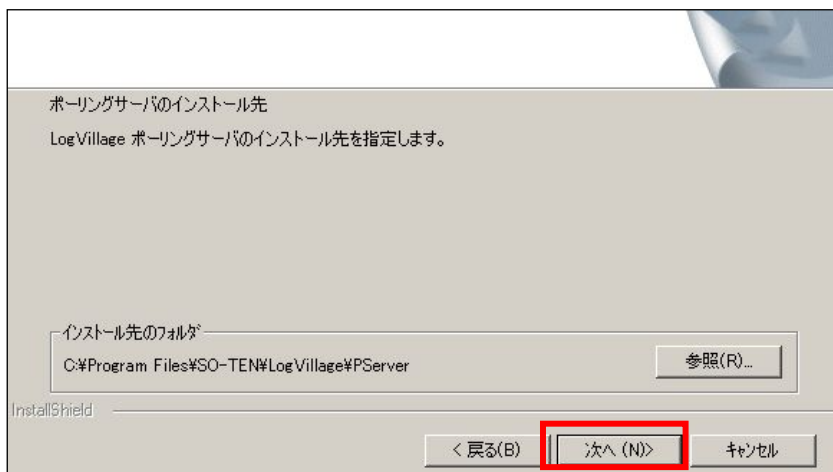 ポーリングサーバのインストール先
LogVillage ポーリングサーバのインストール先を指定します。
インストール先のフォルダ
C:¥Program Files¥SO-TEN¥LogVillage¥PServer
参照(R)...
InstallShield
< 戻る(B)
次へ (N)>
キャンセル